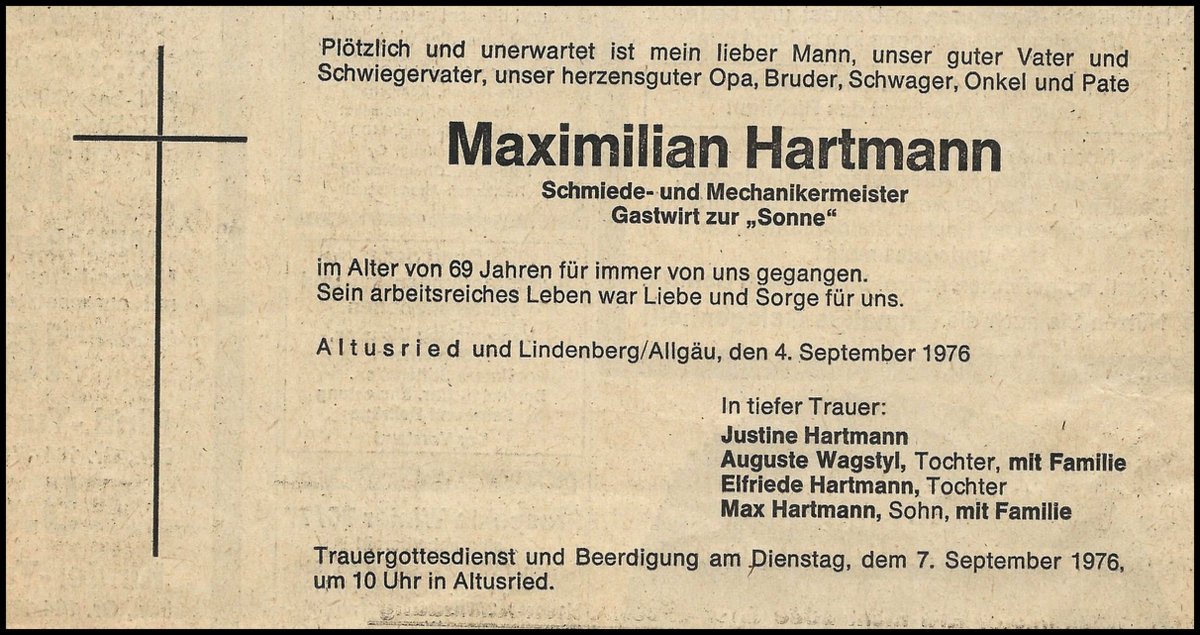 Plötzlich und unerwartet ist mein lieber Mann, unser guter Vater und
Schwiegervater, unser herzensguter Opa, Bruder, Schwager, Onkel und Pate
Maximilian Hartmann
Schmiede- und Mechanikermeister
Gastwirt zur „Sonne“
im Alter von 69 Jahren für immer von uns gegangen.
Sein arbeitsreiches Leben war Liebe und Sorge für uns.
Altusried und Lindenberg/Allgäu, den 4. September 1976
In tiefer Trauer:
Justine Hartmann
Auguste Wagstyl, Tochter, mit Familie
Elfriede Hartmann, Tochter
Max Hartmann, Sohn, mit Familie
Trauergottesdienst und Beerdigung am Dienstag, dem 7. September 1976,
um 10 Uhr in Altusried.